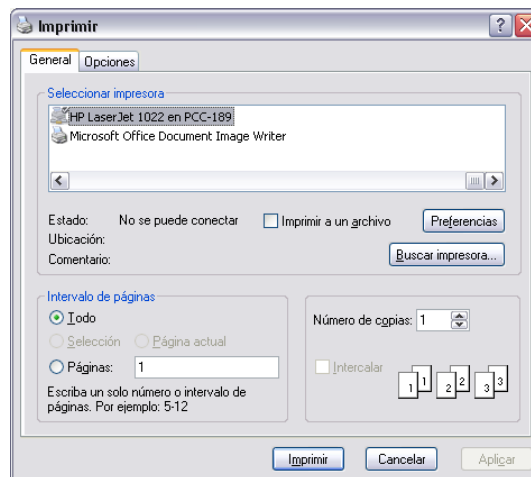 Imprimir
General Opciones
Seleccionar impresora
HP LaserJet 1022 en PCC-189
Microsoft Office Document Image Writer
Estado: No se puede conectar Imprimir a un archivo Preferencias
Ubicación:
Comentario: Buscar impresora...
Intervalo de páginas
Todo
Selección Página actual
Páginas: 1
Escriba un solo número o intervalo de
páginas. Por ejemplo: 5-12
Número de copias: 1
Intercalar
1 1 2 2 3 3
Imprimir Cancelar Aplicar